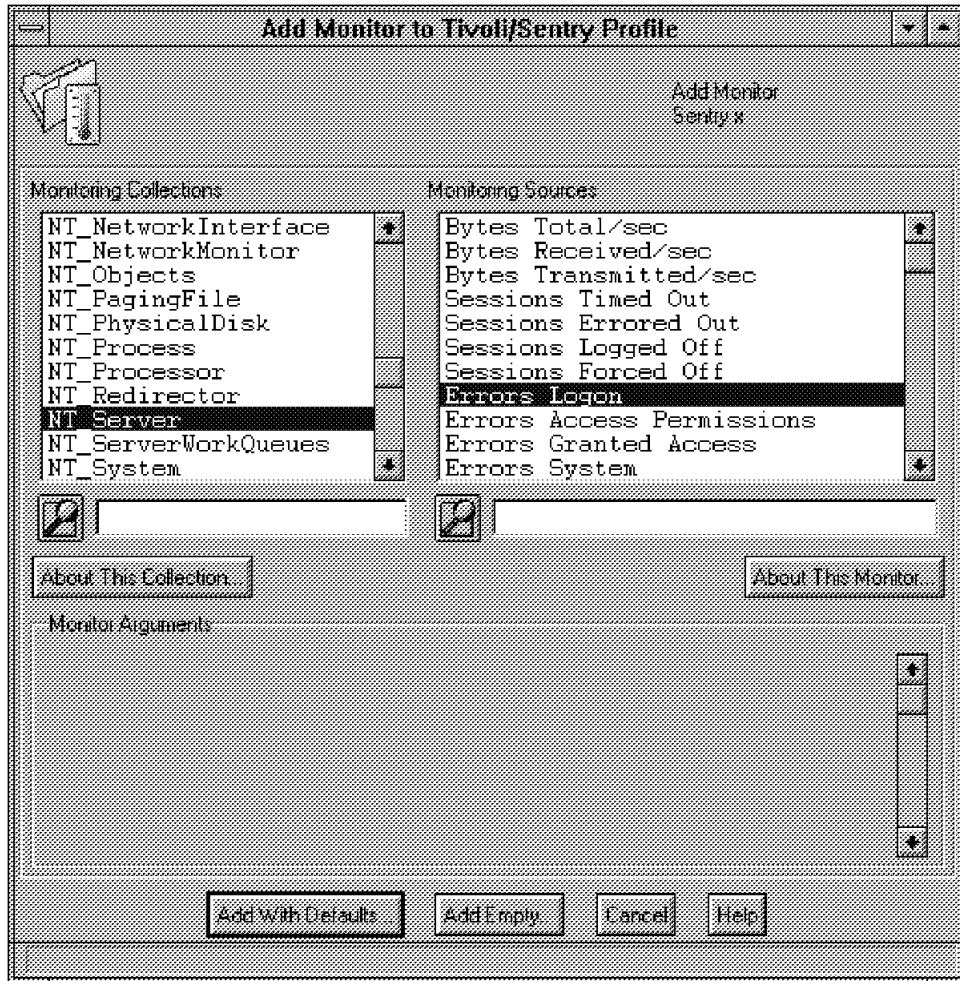 Add Monitor to Tivoli/Sentry Profile
Add Monitor
Sentry x
Monitoring Collections
NT_NetworkInterface
NT_NetworkMonitor
NT_Objects
NT_PagingFile
NT_PhysicalDisk
NT_Process
NT_Processor
NT_Redirector
NT_Server
NT_ServerWorkQueues
NT_System
Monitoring Sources
Bytes Total/sec
Bytes Received/sec
Bytes Transmitted/sec
Sessions Timed Out
Sessions Errored Out
Sessions Logged Off
Sessions Forced Off
Errors Logon
Errors Access Permissions
Errors Granted Access
Errors System
About This Collection...
About This Monitor...
Monitor Arguments
Add With Defaults...
Add Empty...
Cancel
Help